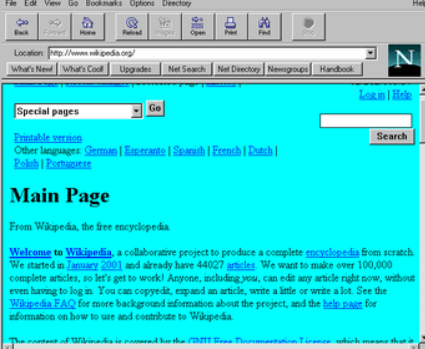 File Edit View Go Bookmarks Options Directory Help
Back Forward Home Reload Images Open Print Find Stop
Location: http://www.wikipedia.org/
What's New! What's Cool! Upgrades Net Search Net Directory Newsgroups Handbook
N
Log in | Help
Special pages Go
Printable version
Search
Other languages: German | Esperanto | Spanish | French | Dutch |
Polish | Portuguese
Main Page
From Wikipedia, the free encyclopedia.
Welcome to Wikipedia, a collaborative project to produce a complete encyclopedia from scratch.
We started in January 2001 and already have 44027 articles. We want to make over 100,000
complete articles, so let's get to work! Anyone, including you, can edit any article right now, without
even having to log in. You can copyedit, expand an article, write a little or write a lot. See the
Wikipedia FAQ for more background information about the project, and the help page for
information on how to use and contribute to Wikipedia.
The content of Wikipedia is covered by the GNU Free Documentation License, which means that it